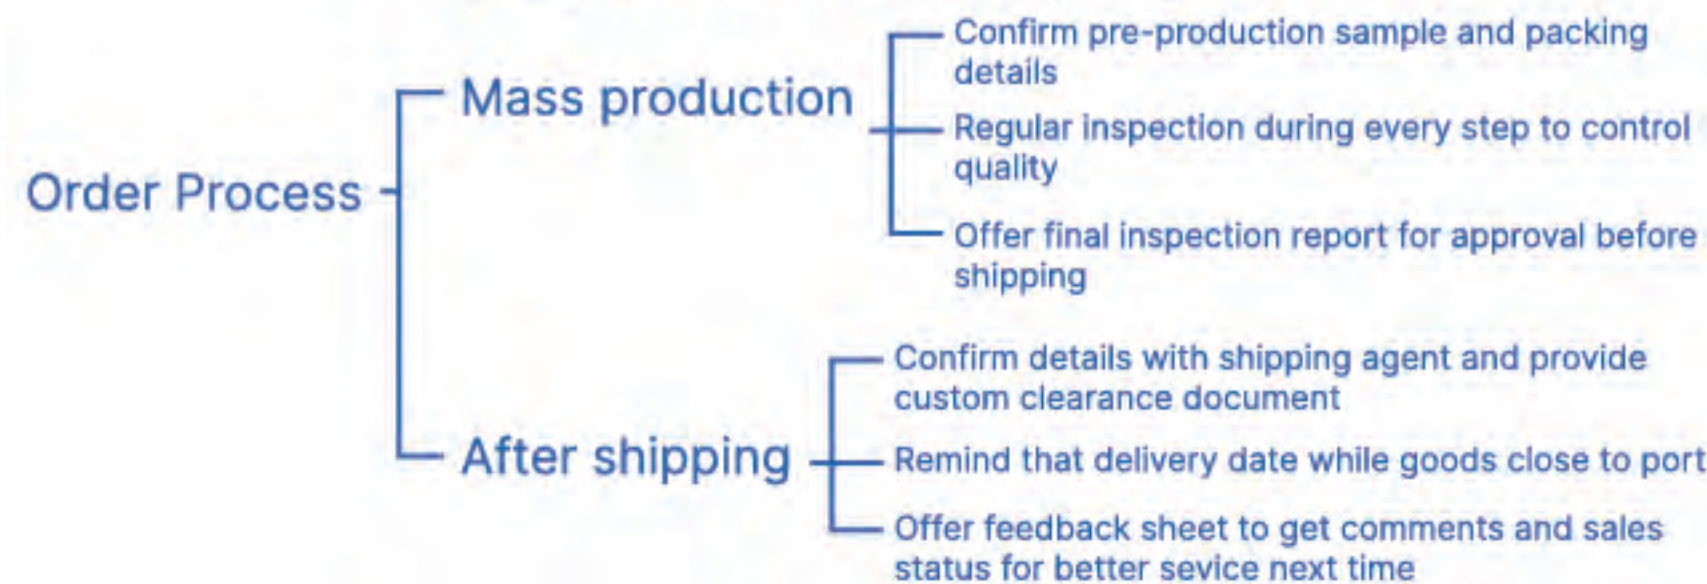 Order Process
Mass production
Confirm pre-production sample and packing
details
Regular inspection during every step to control
quality
Offer final inspection report for approval before
shipping
After shipping
Confirm details with shipping agent and provide
custom clearance document
Remind that delivery date while goods close to port
Offer feedback sheet to get comments and sales
status for better sevice next time